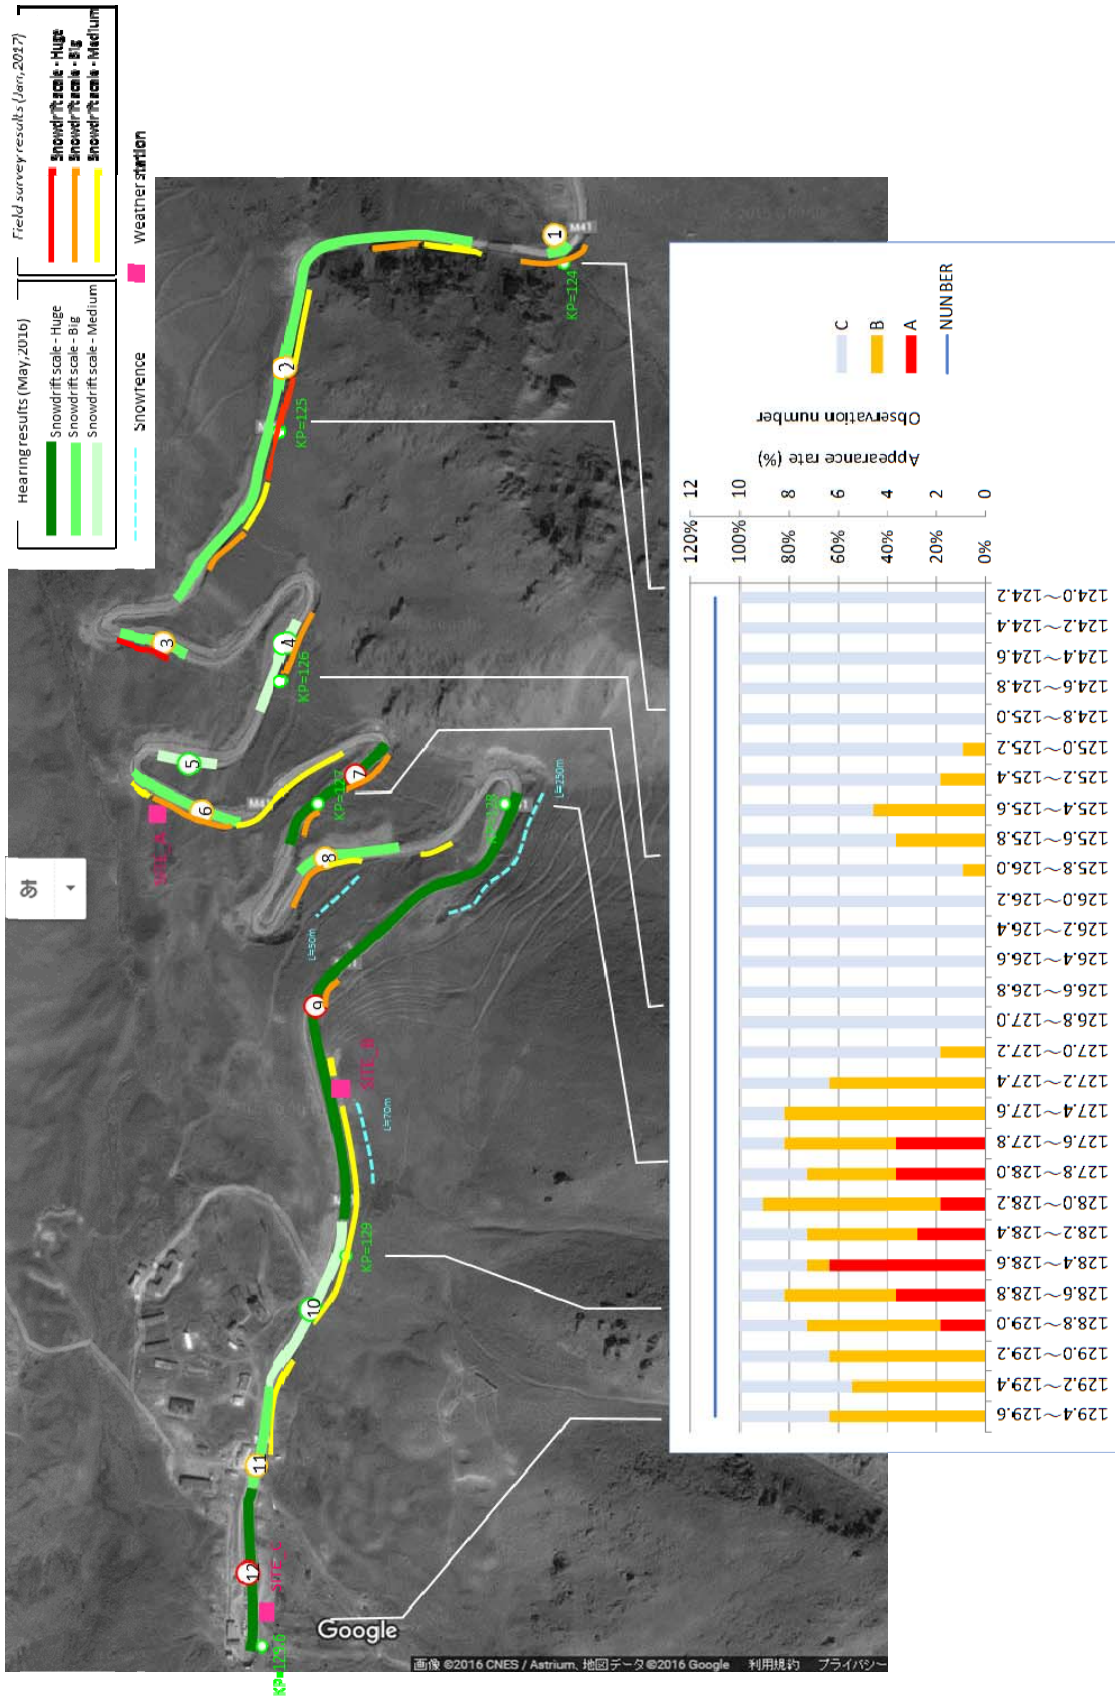 Hearing results (May,2016)
Snowdrift scale - Huge
Snowdrift scale - Big
Snowdrift scale - Medium
Field survey results (Jan,2017)
Snowdrift scale - Huge
Snowdrift scale - Big
Snowdrift scale - Medium
Snowfence
Weather station
1
2
3
4
5
6
7
8
9
10
11
12
M41
KP=124
KP=125
KP=126
KP=127
KP=128
KP=129
KP=129.6
SITE_A
SITE_B
SITE_C
L=50m
L=250m
L=70m
Google
画像 ©2016 CNES / Astrium, 地図データ ©2016 Google 利用規約 プライバシー
Appearance rate (%)
Observation number
C
B
A
NUNBER
120%
100%
80%
60%
40%
20%
0%
12
10
8
6
4
2
0
124.0～124.2
124.2～124.4
124.4～124.6
124.6～124.8
124.8～125.0
125.0～125.2
125.2～125.4
125.4～125.6
125.6～125.8
125.8～126.0
126.0～126.2
126.2～126.4
126.4～126.6
126.6～126.8
126.8～127.0
127.0～127.2
127.2～127.4
127.4～127.6
127.6～127.8
127.8～128.0
128.0～128.2
128.2～128.4
128.4～128.6
128.6～128.8
128.8～129.0
129.0～129.2
129.2～129.4
129.4～129.6